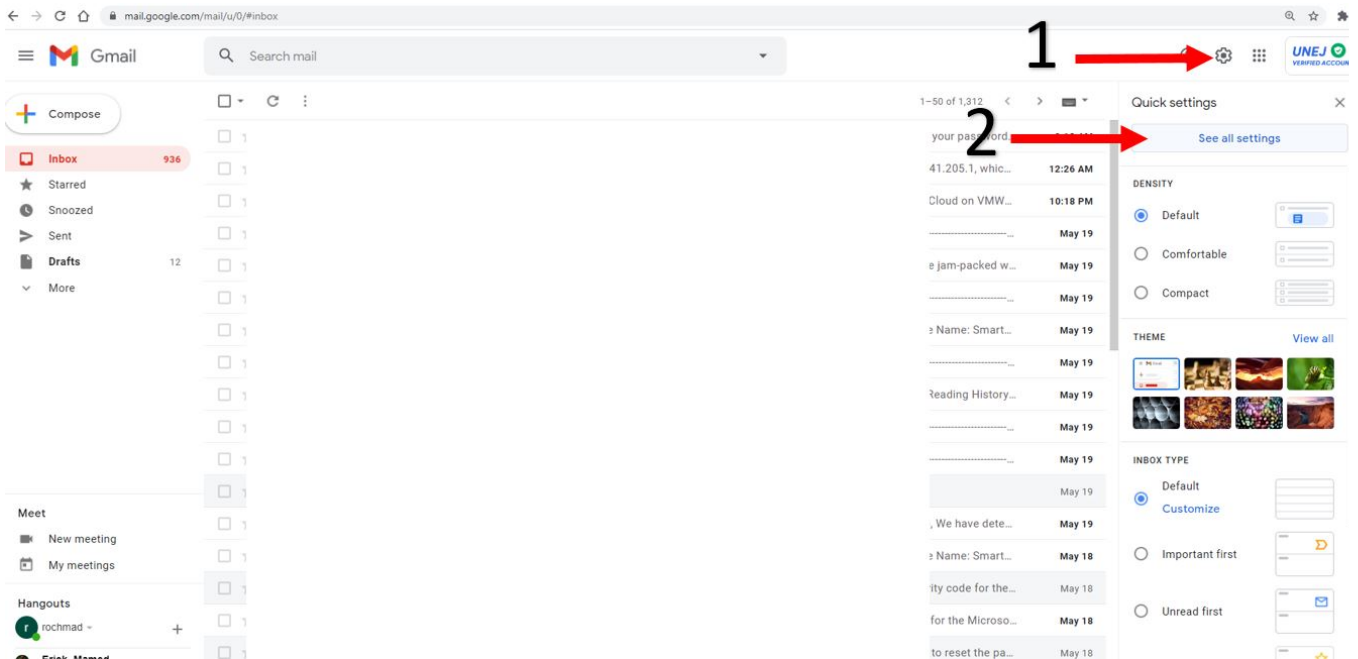 mail.google.com/mail/u/0/#inbox
Gmail
Search mail
1
UNEJ
VERIFIED ACCOUN
Compose
1–50 of 1,312
Quick settings
your password.
2
See all settings
Inbox 936
41.205.1, whic... 12:26 AM
Starred
DENSITY
Snoozed
Cloud on VMW... 10:18 PM
Default
Sent
--------------------------... May 19
Drafts 12
e jam-packed w... May 19
Comfortable
More
--------------------------... May 19
Compact
e Name: Smart... May 19
THEME View all
--------------------------... May 19
Reading History... May 19
--------------------------... May 19
--------------------------... May 19
INBOX TYPE
May 19
Default
Customize
Meet
, We have dete... May 19
New meeting
e Name: Smart... May 18
Important first
My meetings
rity code for the... May 18
Hangouts
rochmad
for the Microso... May 18
Unread first
to reset the pa... May 18